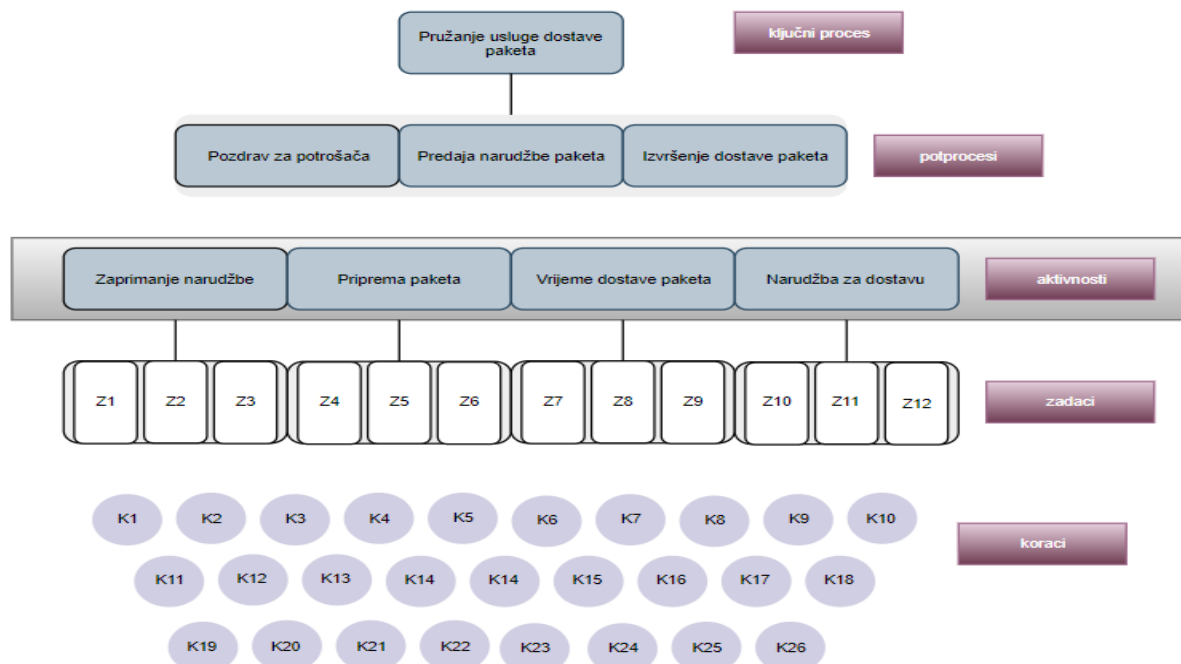 Pružanje usluge dostave
paketa
ključni proces
Pozdrav za potrošača
Predaja narudžbe paketa
Izvršenje dostave paketa
potprocesi
Zaprimanje narudžbe
Priprema paketa
Vrijeme dostave paketa
Narudžba za dostavu
aktivnosti
Z1 Z2 Z3 Z4 Z5 Z6 Z7 Z8 Z9 Z10 Z11 Z12
zadaci
K1 K2 K3 K4 K5 K6 K7 K8 K9 K10
koraci
K11 K12 K13 K14 K14 K15 K16 K17 K18
K19 K20 K21 K22 K23 K24 K25 K26